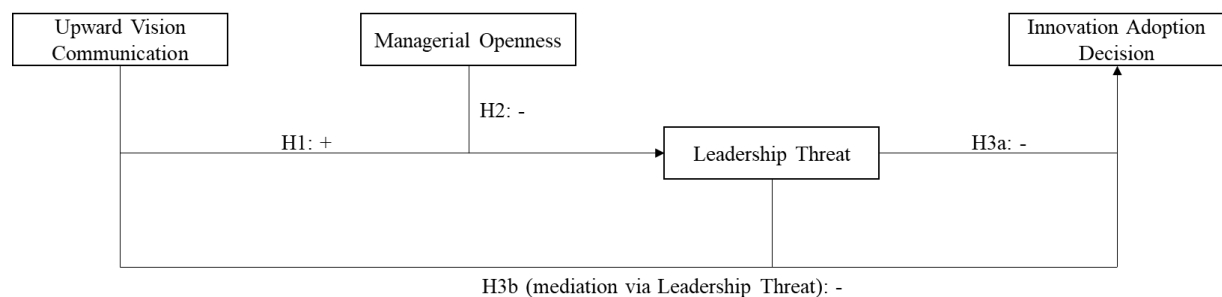 Upward Vision
Communication
Managerial Openness
Innovation Adoption
Decision
H2: -
H1: +
Leadership Threat
H3a: -
H3b (mediation via Leadership Threat): -